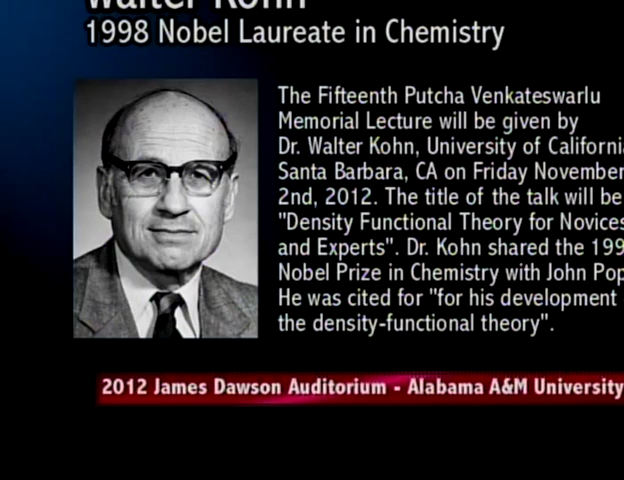 Walter Kohn
1998 Nobel Laureate in Chemistry
The Fifteenth Putcha Venkateswarlu
Memorial Lecture will be given by
Dr. Walter Kohn, University of California
Santa Barbara, CA on Friday November
2nd, 2012. The title of the talk will be
"Density Functional Theory for Novices
and Experts". Dr. Kohn shared the 199
Nobel Prize in Chemistry with John Pop
He was cited for "for his development
the density-functional theory".
2012 James Dawson Auditorium - Alabama A&M University